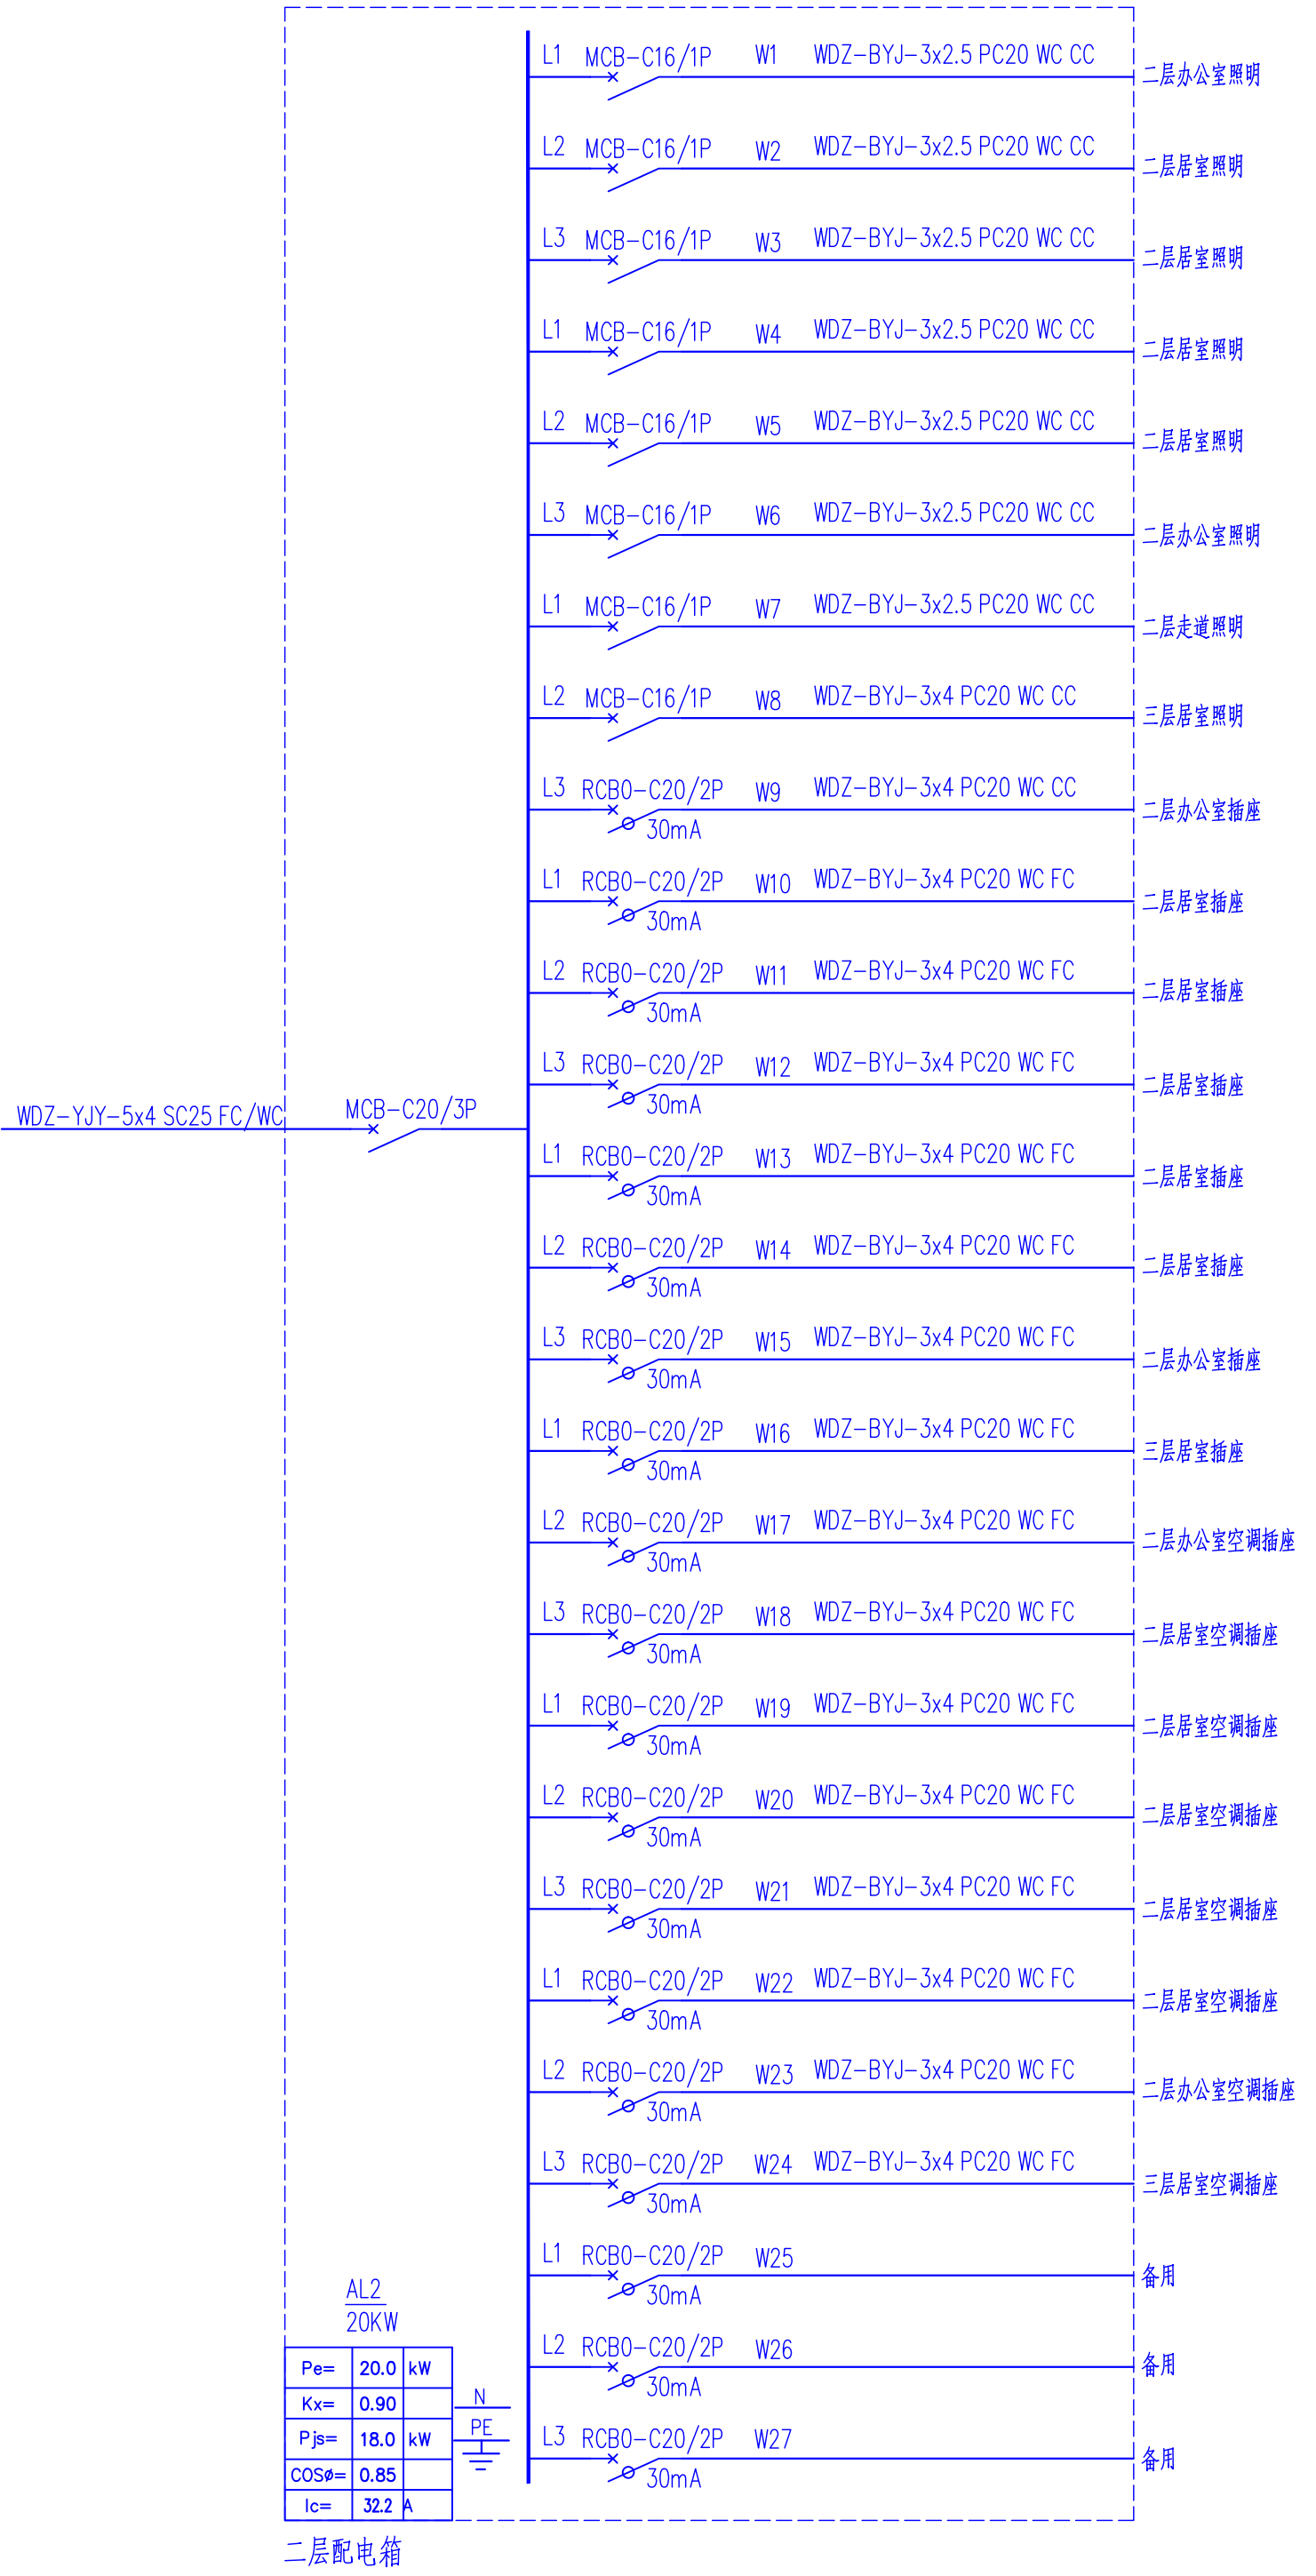 L1 MCB-C16/1P W1 WDZ-BYJ-3x2.5 PC20 WC CC 二层办公室照明
L2 MCB-C16/1P W2 WDZ-BYJ-3x2.5 PC20 WC CC 二层居室照明
L3 MCB-C16/1P W3 WDZ-BYJ-3x2.5 PC20 WC CC 二层居室照明
L1 MCB-C16/1P W4 WDZ-BYJ-3x2.5 PC20 WC CC 二层居室照明
L2 MCB-C16/1P W5 WDZ-BYJ-3x2.5 PC20 WC CC 二层居室照明
L3 MCB-C16/1P W6 WDZ-BYJ-3x2.5 PC20 WC CC 二层办公室照明
L1 MCB-C16/1P W7 WDZ-BYJ-3x2.5 PC20 WC CC 二层走道照明
L2 MCB-C16/1P W8 WDZ-BYJ-3x4 PC20 WC CC 三层居室照明
L3 RCBO-C20/2P W9 WDZ-BYJ-3x4 PC20 WC CC 二层办公室插座
30mA
L1 RCBO-C20/2P W10 WDZ-BYJ-3x4 PC20 WC FC 二层居室插座
30mA
L2 RCBO-C20/2P W11 WDZ-BYJ-3x4 PC20 WC FC 二层居室插座
30mA
L3 RCBO-C20/2P W12 WDZ-BYJ-3x4 PC20 WC FC 二层居室插座
30mA
WDZ-YJY-5x4 SC25 FC/WC MCB-C20/3P
L1 RCBO-C20/2P W13 WDZ-BYJ-3x4 PC20 WC FC 二层居室插座
30mA
L2 RCBO-C20/2P W14 WDZ-BYJ-3x4 PC20 WC FC 二层居室插座
30mA
L3 RCBO-C20/2P W15 WDZ-BYJ-3x4 PC20 WC FC 二层办公室插座
30mA
L1 RCBO-C20/2P W16 WDZ-BYJ-3x4 PC20 WC FC 三层居室插座
30mA
L2 RCBO-C20/2P W17 WDZ-BYJ-3x4 PC20 WC FC 二层办公室空调插座
30mA
L3 RCBO-C20/2P W18 WDZ-BYJ-3x4 PC20 WC FC 二层居室空调插座
30mA
L1 RCBO-C20/2P W19 WDZ-BYJ-3x4 PC20 WC FC 二层居室空调插座
30mA
L2 RCBO-C20/2P W20 WDZ-BYJ-3x4 PC20 WC FC 二层居室空调插座
30mA
L3 RCBO-C20/2P W21 WDZ-BYJ-3x4 PC20 WC FC 二层居室空调插座
30mA
L1 RCBO-C20/2P W22 WDZ-BYJ-3x4 PC20 WC FC 二层居室空调插座
30mA
L2 RCBO-C20/2P W23 WDZ-BYJ-3x4 PC20 WC FC 二层办公室空调插座
30mA
L3 RCBO-C20/2P W24 WDZ-BYJ-3x4 PC20 WC FC 三层居室空调插座
30mA
L1 RCBO-C20/2P W25 备用
30mA
L2 RCBO-C20/2P W26 备用
30mA
L3 RCBO-C20/2P W27 备用
30mA
AL2
20KW
Pe= 20.0 kW
Kx= 0.90
Pjs= 18.0 kW
COSø= 0.85
Ic= 32.2 A
N
PE
二层配电箱